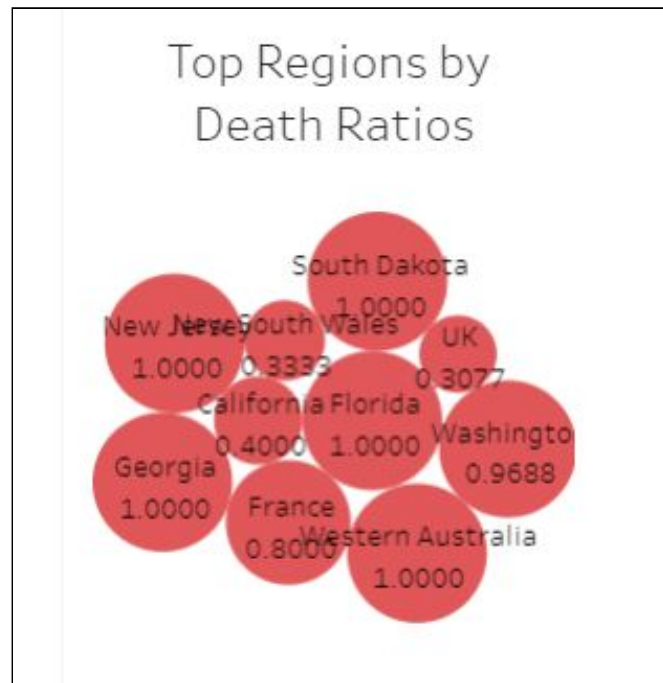 Top Regions by
Death Ratios
South Dakota
1.0000
New Jersey
1.0000
New South Wales
0.3333
UK
0.3077
California
0.4000
Florida
1.0000
Washingto
0.9688
Georgia
1.0000
France
0.8000
Western Australia
1.0000